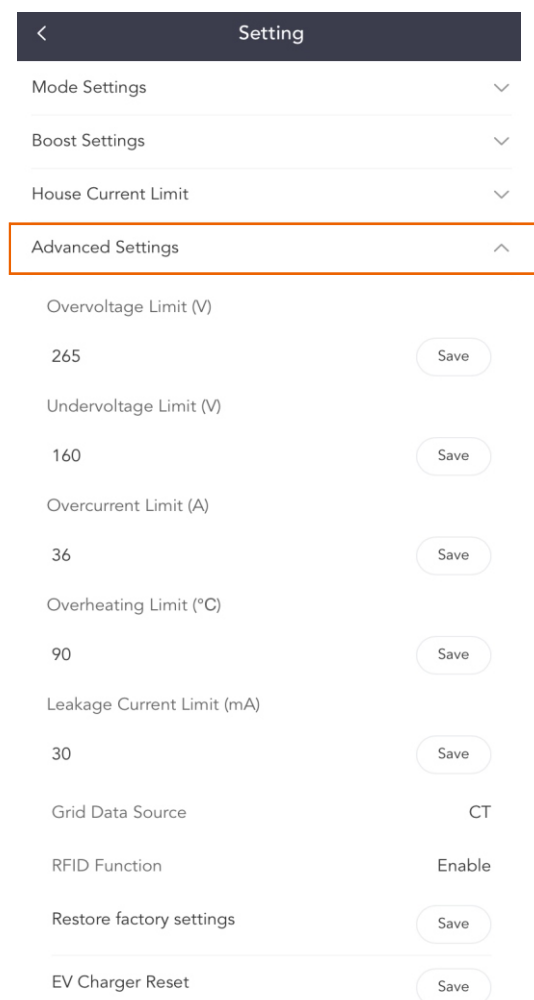 Setting
Mode Settings
Boost Settings
House Current Limit
Advanced Settings
Overvoltage Limit (V)
265 Save
Undervoltage Limit (V)
160 Save
Overcurrent Limit (A)
36 Save
Overheating Limit (°C)
90 Save
Leakage Current Limit (mA)
30 Save
Grid Data Source CT
RFID Function Enable
Restore factory settings Save
EV Charger Reset Save